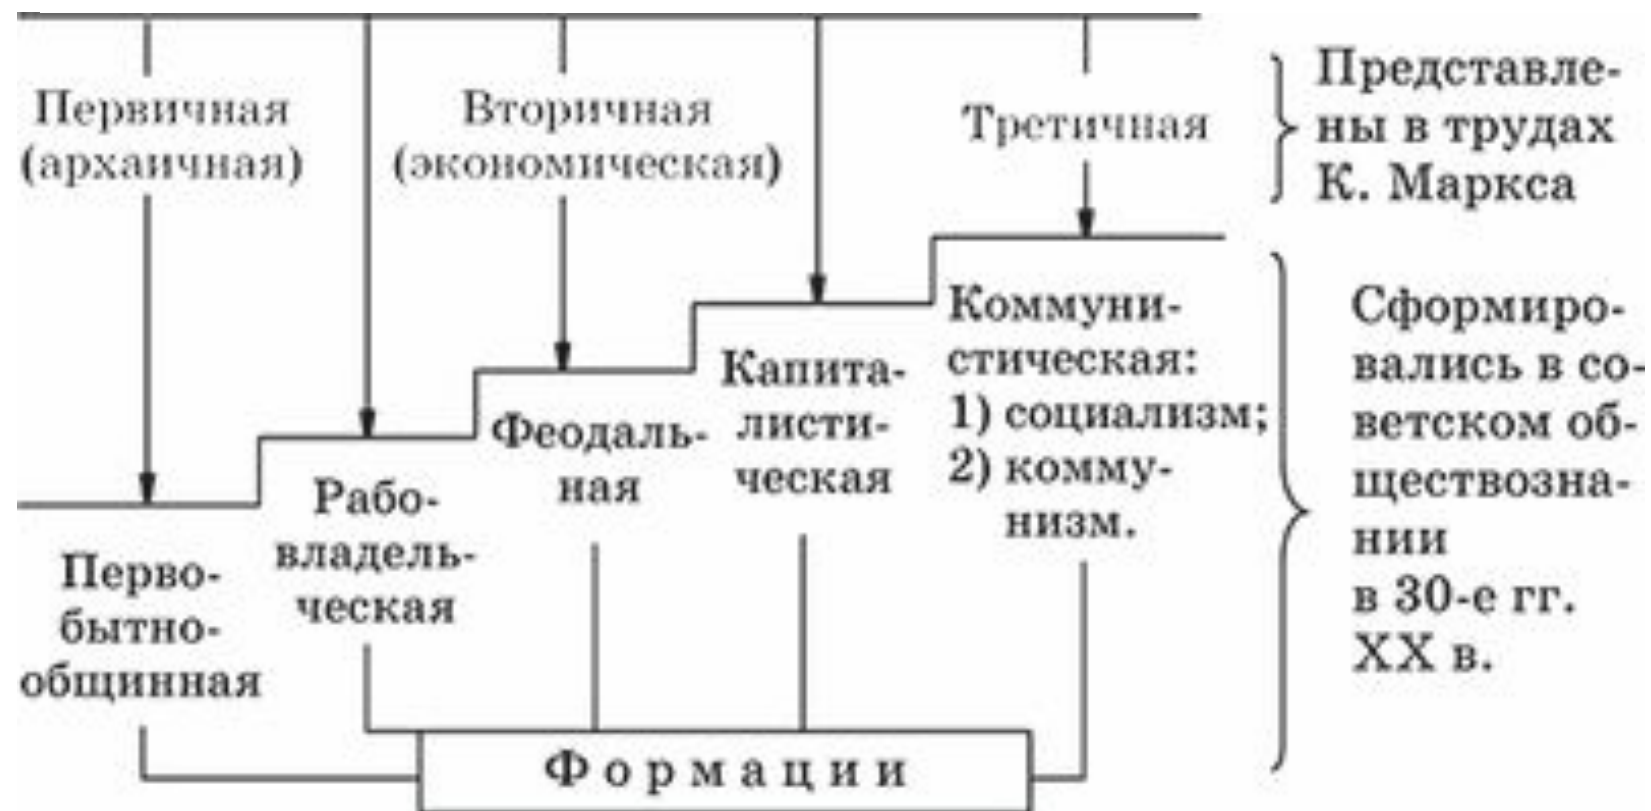 Первичная
(архаичная)
Вторичная
(экономическая)
Третичная
Представле-
ны в трудах
К. Маркса
Перво-
бытно-
общинная
Рабо-
владель-
ческая
Феодаль-
ная
Капита-
листи-
ческая
Коммуни-
стическая:
1) социализм;
2) комму-
низм.
Сформиро-
вались в со-
ветском об-
ществозна-
нии
в 30-е гг.
XX в.
Формации